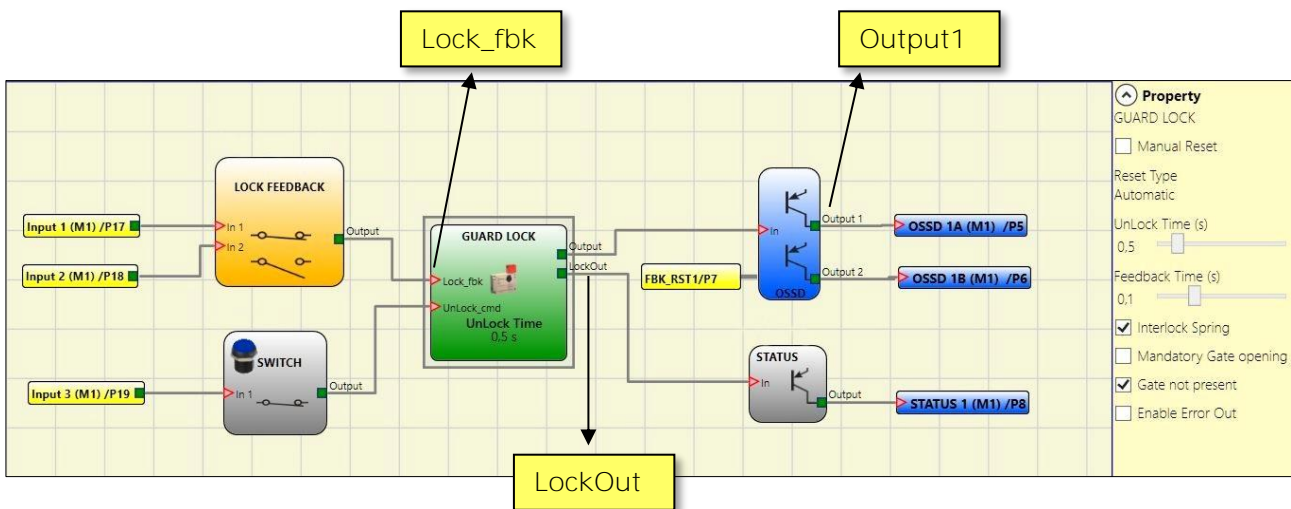 Lock_fbk
Output1
LOCK FEEDBACK
Input 1 (M1) /P17
In 1
Input 2 (M1) /P18
In 2
Output
SWITCH
Input 3 (M1) /P19
In 1
Output
GUARD LOCK
Output
LockOut
Lock_fbk
UnLock_cmd
UnLock Time
0,5 s
In
FBK_RST1/P7
Output 1
Output 2
OSSD
OSSD 1A (M1) /P5
OSSD 1B (M1) /P6
STATUS
In
Output
STATUS 1 (M1) /P8
LockOut
Property
GUARD LOCK
Manual Reset
Reset Type
Automatic
UnLock Time (s)
0,5
Feedback Time (s)
0,1
Interlock Spring
Mandatory Gate opening
Gate not present
Enable Error Out